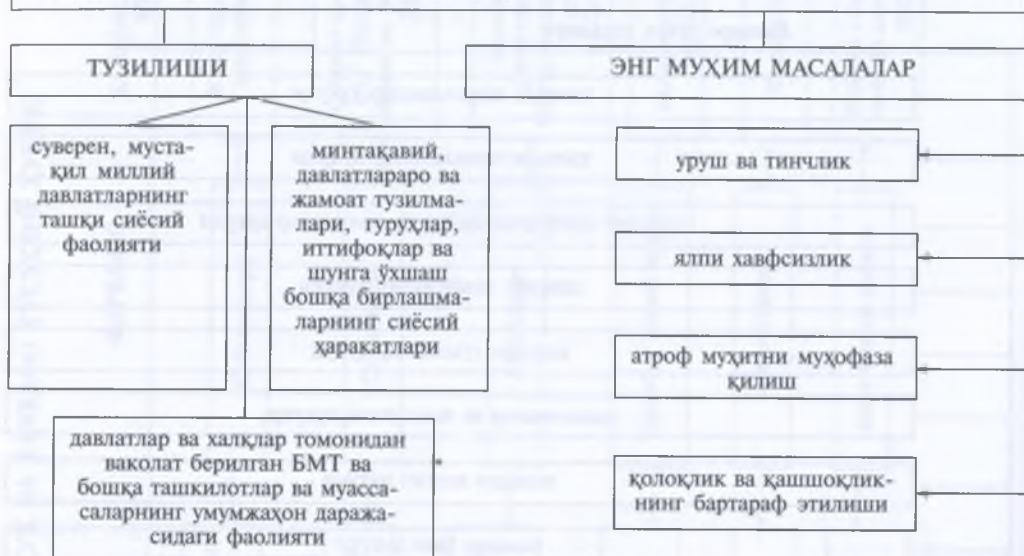 ТУЗИЛИШИ
суверен, муста-
қил миллий
давлатларнинг
ташқи сиёсий
фаолияти
минтақавий,
давлатлараро ва
жамоат тузилма-
лари, гуруҳлар,
иттифоқлар ва
шунга ўхшаш
бошқа бирлашма-
ларнинг сиёсий
ҳаракатлари
давлатлар ва халқлар томонидан
ваколат берилган БМТ ва
бошқа ташкилотлар ва муасса-
саларнинг умумжаҳон даража-
сидаги фаолияти
ЭНГ МУҲИМ МАСАЛАЛАР
уруш ва тинчлик
ялпи хавфсизлик
атроф муҳитни муҳофаза
қилиш
қолоқлик ва қашшоқлик-
нинг бартараф этилиши